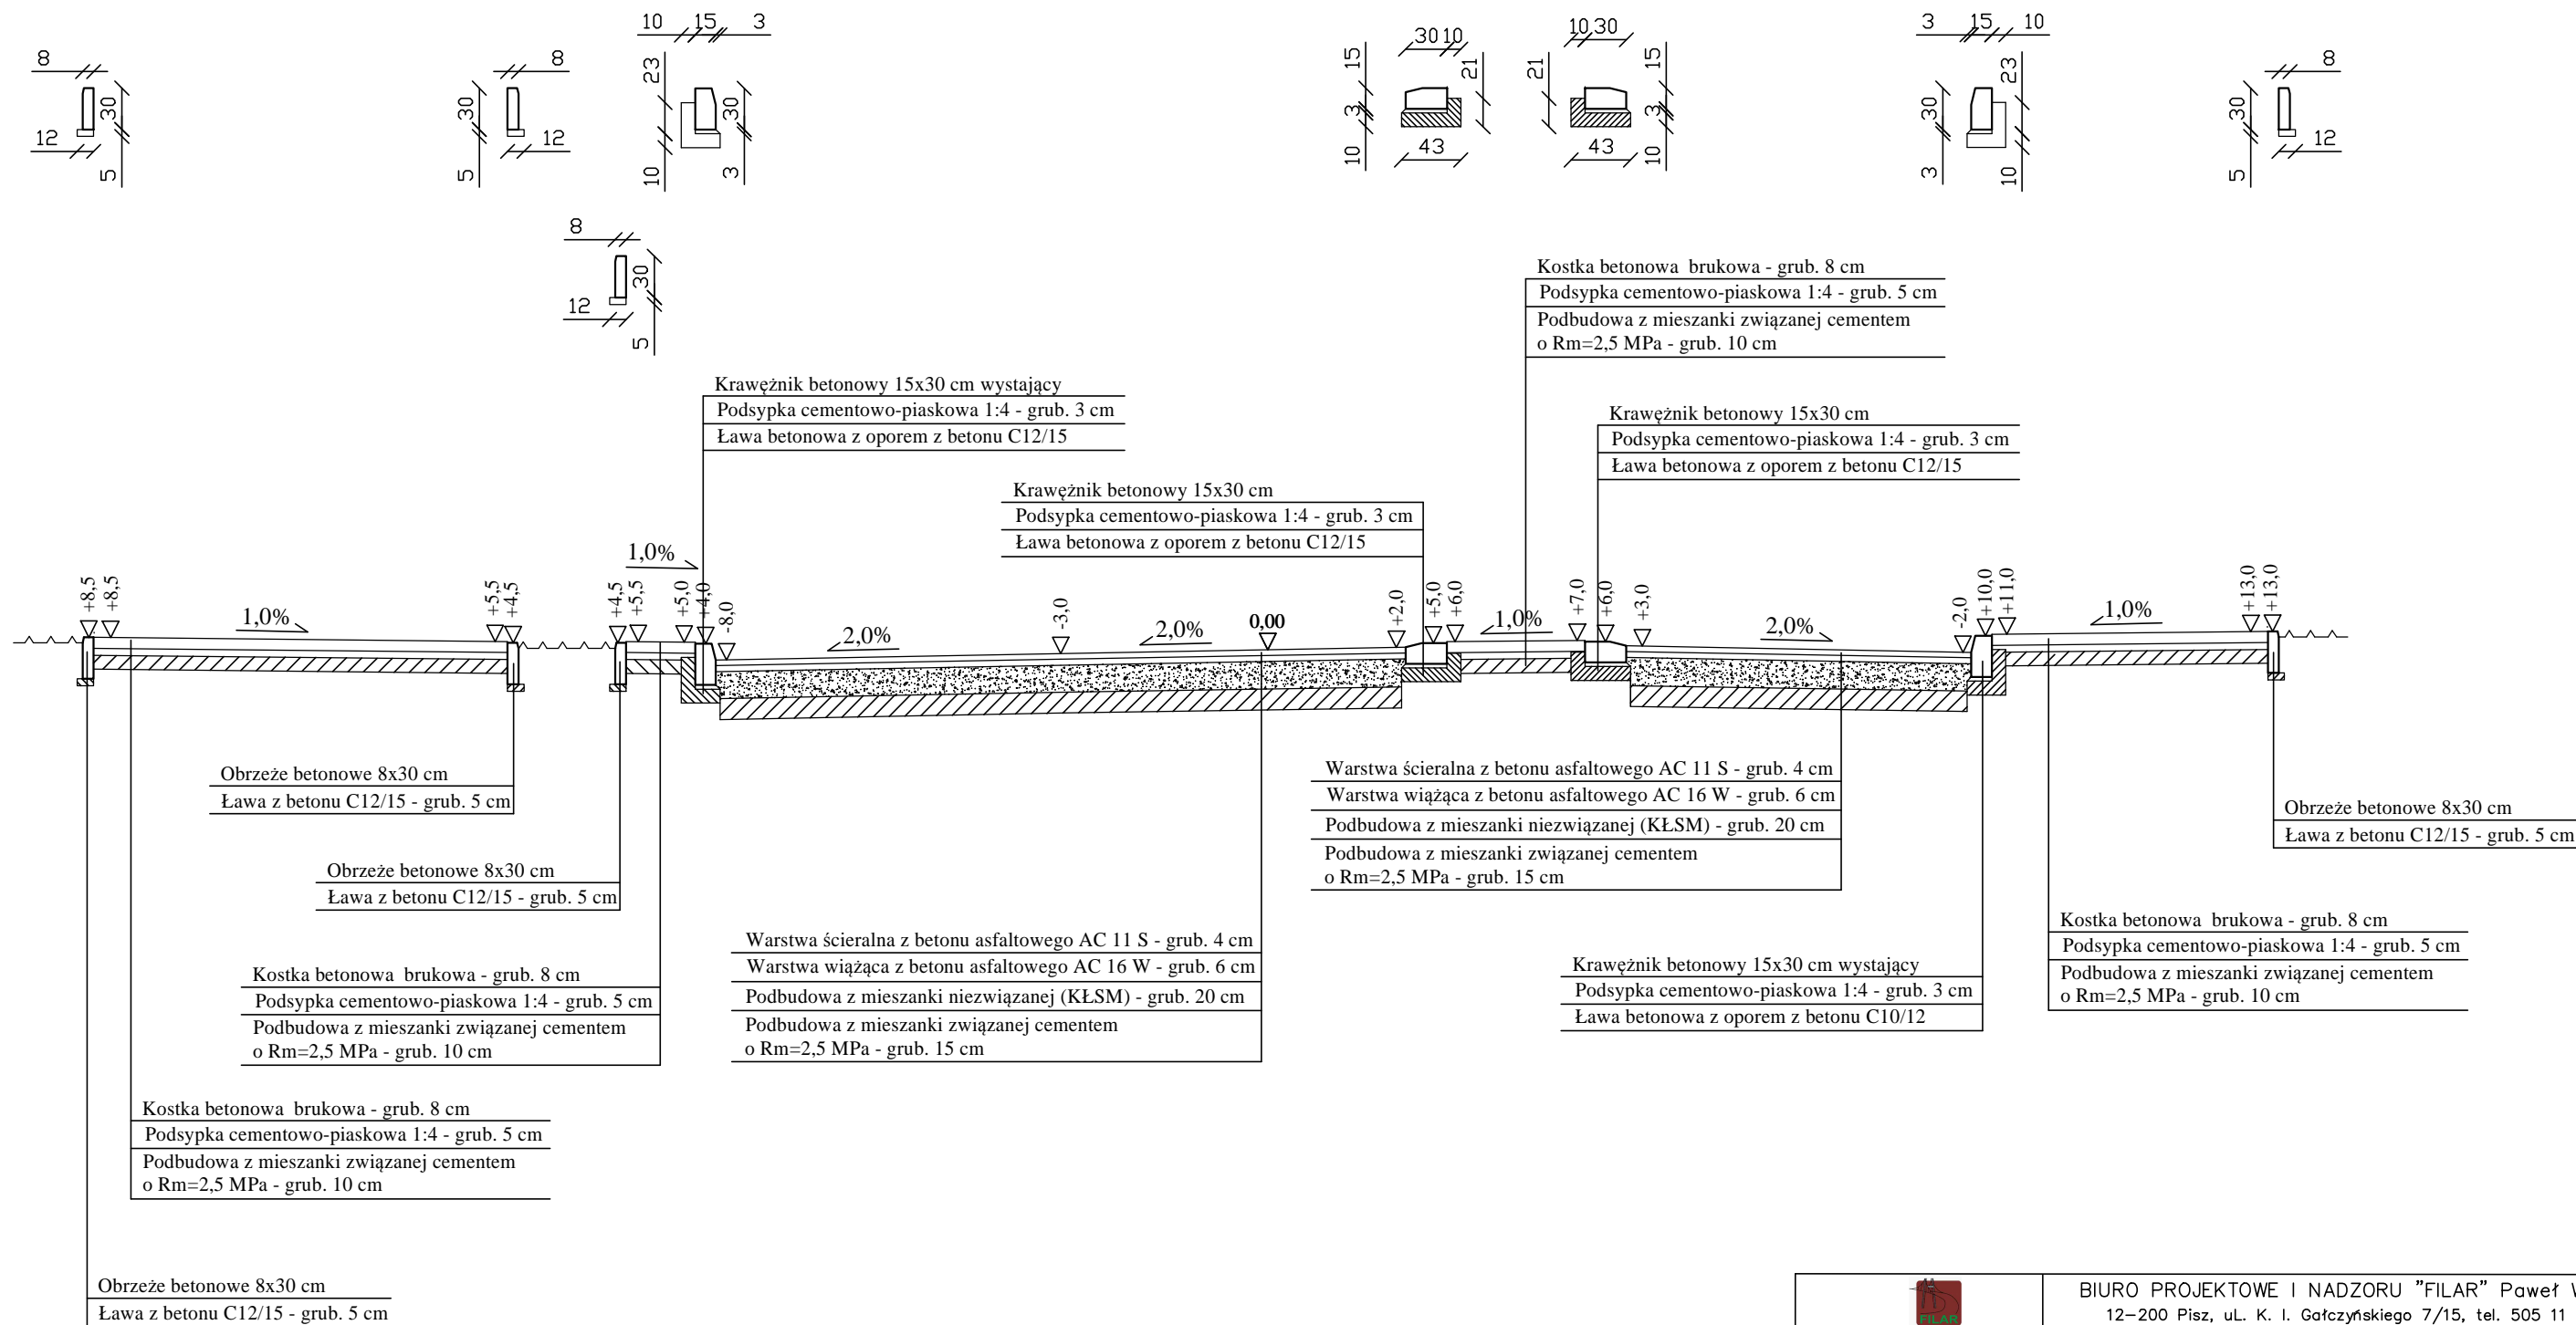 10 15 3
30 10
10 30
3 15 10
8
8
8
23
15
21
21
15
23
30
30
30
3
3
30
30
12
12
43
43
12
5
5
10
3
10
10
3
10
5
8
30
12
5
Kostka betonowa brukowa - grub. 8 cm
Podsypka cementowo-piaskowa 1:4 - grub. 5 cm
Podbudowa z mieszanki związanej cementem
o Rm=2,5 MPa - grub. 10 cm
Krawężnik betonowy 15x30 cm wystający
Podsypka cementowo-piaskowa 1:4 - grub. 3 cm
Ława betonowa z oporem z betonu C12/15
Krawężnik betonowy 15x30 cm
Podsypka cementowo-piaskowa 1:4 - grub. 3 cm
Ława betonowa z oporem z betonu C12/15
Krawężnik betonowy 15x30 cm
Podsypka cementowo-piaskowa 1:4 - grub. 3 cm
Ława betonowa z oporem z betonu C12/15
+8,5
+8,5
1,0%
+5,5
+4,5
+4,5
+5,5
1,0%
+5,0
+4,0
-8,0
2,0%
-3,0
2,0%
0,00
+2,0
+5,0
+6,0
1,0%
+7,0
+6,0
+3,0
2,0%
-2,0
+10,0
+11,0
1,0%
+13,0
+13,0
Obrzeże betonowe 8x30 cm
Ława z betonu C12/15 - grub. 5 cm
Warstwa ścieralna z betonu asfaltowego AC 11 S - grub. 4 cm
Warstwa wiążąca z betonu asfaltowego AC 16 W - grub. 6 cm
Podbudowa z mieszanki niezwiązanej (KŁSM) - grub. 20 cm
Podbudowa z mieszanki związanej cementem
o Rm=2,5 MPa - grub. 15 cm
Obrzeże betonowe 8x30 cm
Ława z betonu C12/15 - grub. 5 cm
Obrzeże betonowe 8x30 cm
Ława z betonu C12/15 - grub. 5 cm
Warstwa ścieralna z betonu asfaltowego AC 11 S - grub. 4 cm
Warstwa wiążąca z betonu asfaltowego AC 16 W - grub. 6 cm
Podbudowa z mieszanki niezwiązanej (KŁSM) - grub. 20 cm
Podbudowa z mieszanki związanej cementem
o Rm=2,5 MPa - grub. 15 cm
Kostka betonowa brukowa - grub. 8 cm
Podsypka cementowo-piaskowa 1:4 - grub. 5 cm
Podbudowa z mieszanki związanej cementem
o Rm=2,5 MPa - grub. 10 cm
Krawężnik betonowy 15x30 cm wystający
Podsypka cementowo-piaskowa 1:4 - grub. 3 cm
Ława betonowa z oporem z betonu C10/12
Kostka betonowa brukowa - grub. 8 cm
Podsypka cementowo-piaskowa 1:4 - grub. 5 cm
Podbudowa z mieszanki związanej cementem
o Rm=2,5 MPa - grub. 10 cm
Kostka betonowa brukowa - grub. 8 cm
Podsypka cementowo-piaskowa 1:4 - grub. 5 cm
Podbudowa z mieszanki związanej cementem
o Rm=2,5 MPa - grub. 10 cm
Obrzeże betonowe 8x30 cm
Ława z betonu C12/15 - grub. 5 cm
FILAR
BIURO PROJEKTOWE I NADZORU "FILAR" Paweł
12-200 Pisz, uL. K. I. Gałczyńskiego 7/15, tel. 505 11